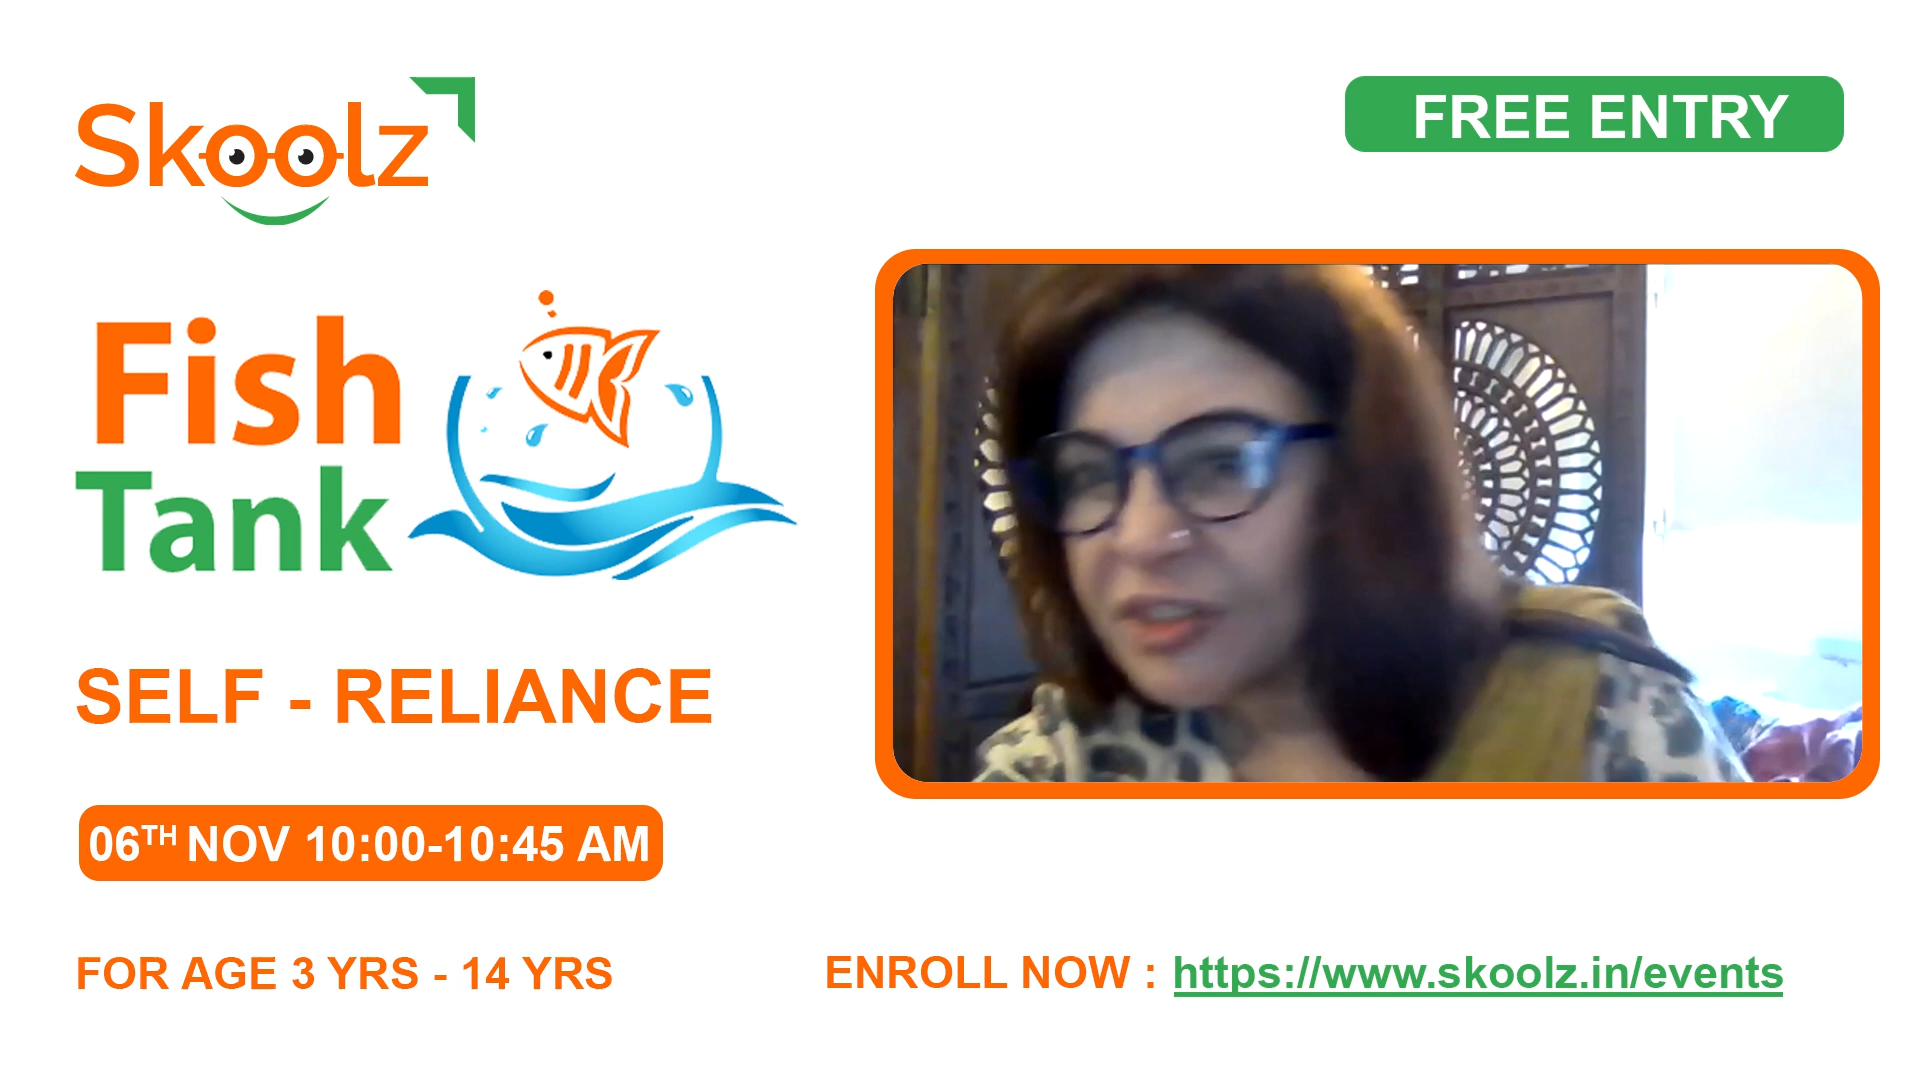 Skoolz
FREE ENTRY
Fish
Tank
SELF - RELIANCE
06TH NOV 10:00-10:45 AM
FOR AGE 3 YRS - 14 YRS
ENROLL NOW : https://www.skoolz.in/events